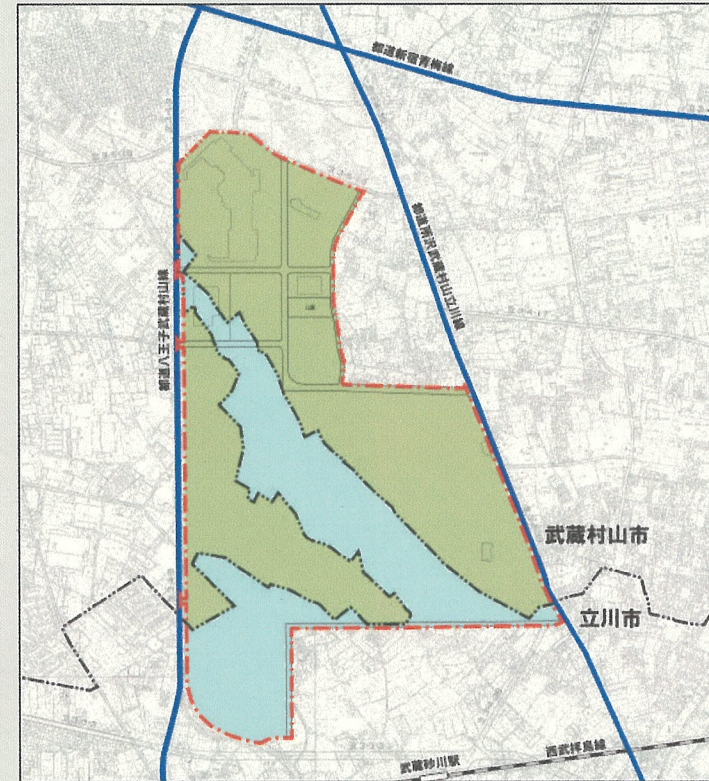 都道新宿青梅線
都道所沢武蔵村山立川線
都道八王子武蔵村山線
武蔵村山市
立川市
西武拝島線
武蔵砂川駅